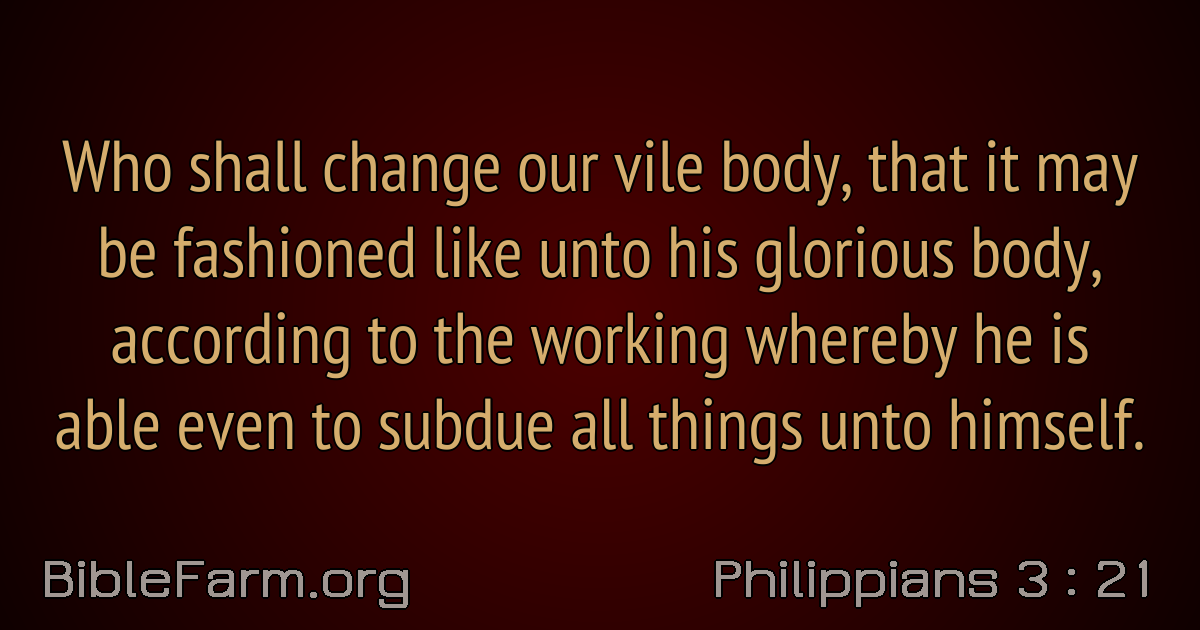 Who shall change our vile body, that it may
be fashioned like unto his glorious body,
according to the working whereby he is
able even to subdue all things unto himself.
BibleFarm.org
Philippians 3 : 21